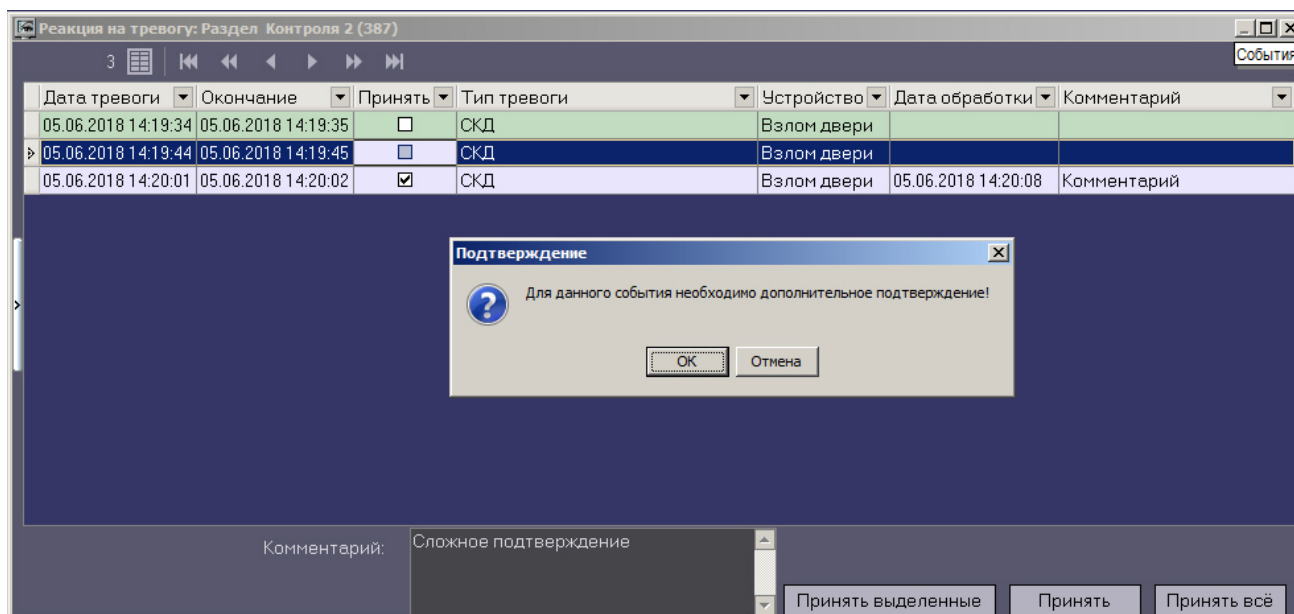 Реакция на тревогу: Раздел Контроля 2 (387)
События
3
Дата тревоги Окончание Принять Тип тревоги Устройство Дата обработки Комментарий
05.06.2018 14:19:34 05.06.2018 14:19:35 СКД Взлом двери
05.06.2018 14:19:44 05.06.2018 14:19:45 СКД Взлом двери
05.06.2018 14:20:01 05.06.2018 14:20:02 СКД Взлом двери 05.06.2018 14:20:08 Комментарий
Подтверждение
Для данного события необходимо дополнительное подтверждение!
OK Отмена
Комментарий: Сложное подтверждение
Принять выделенные Принять Принять всё